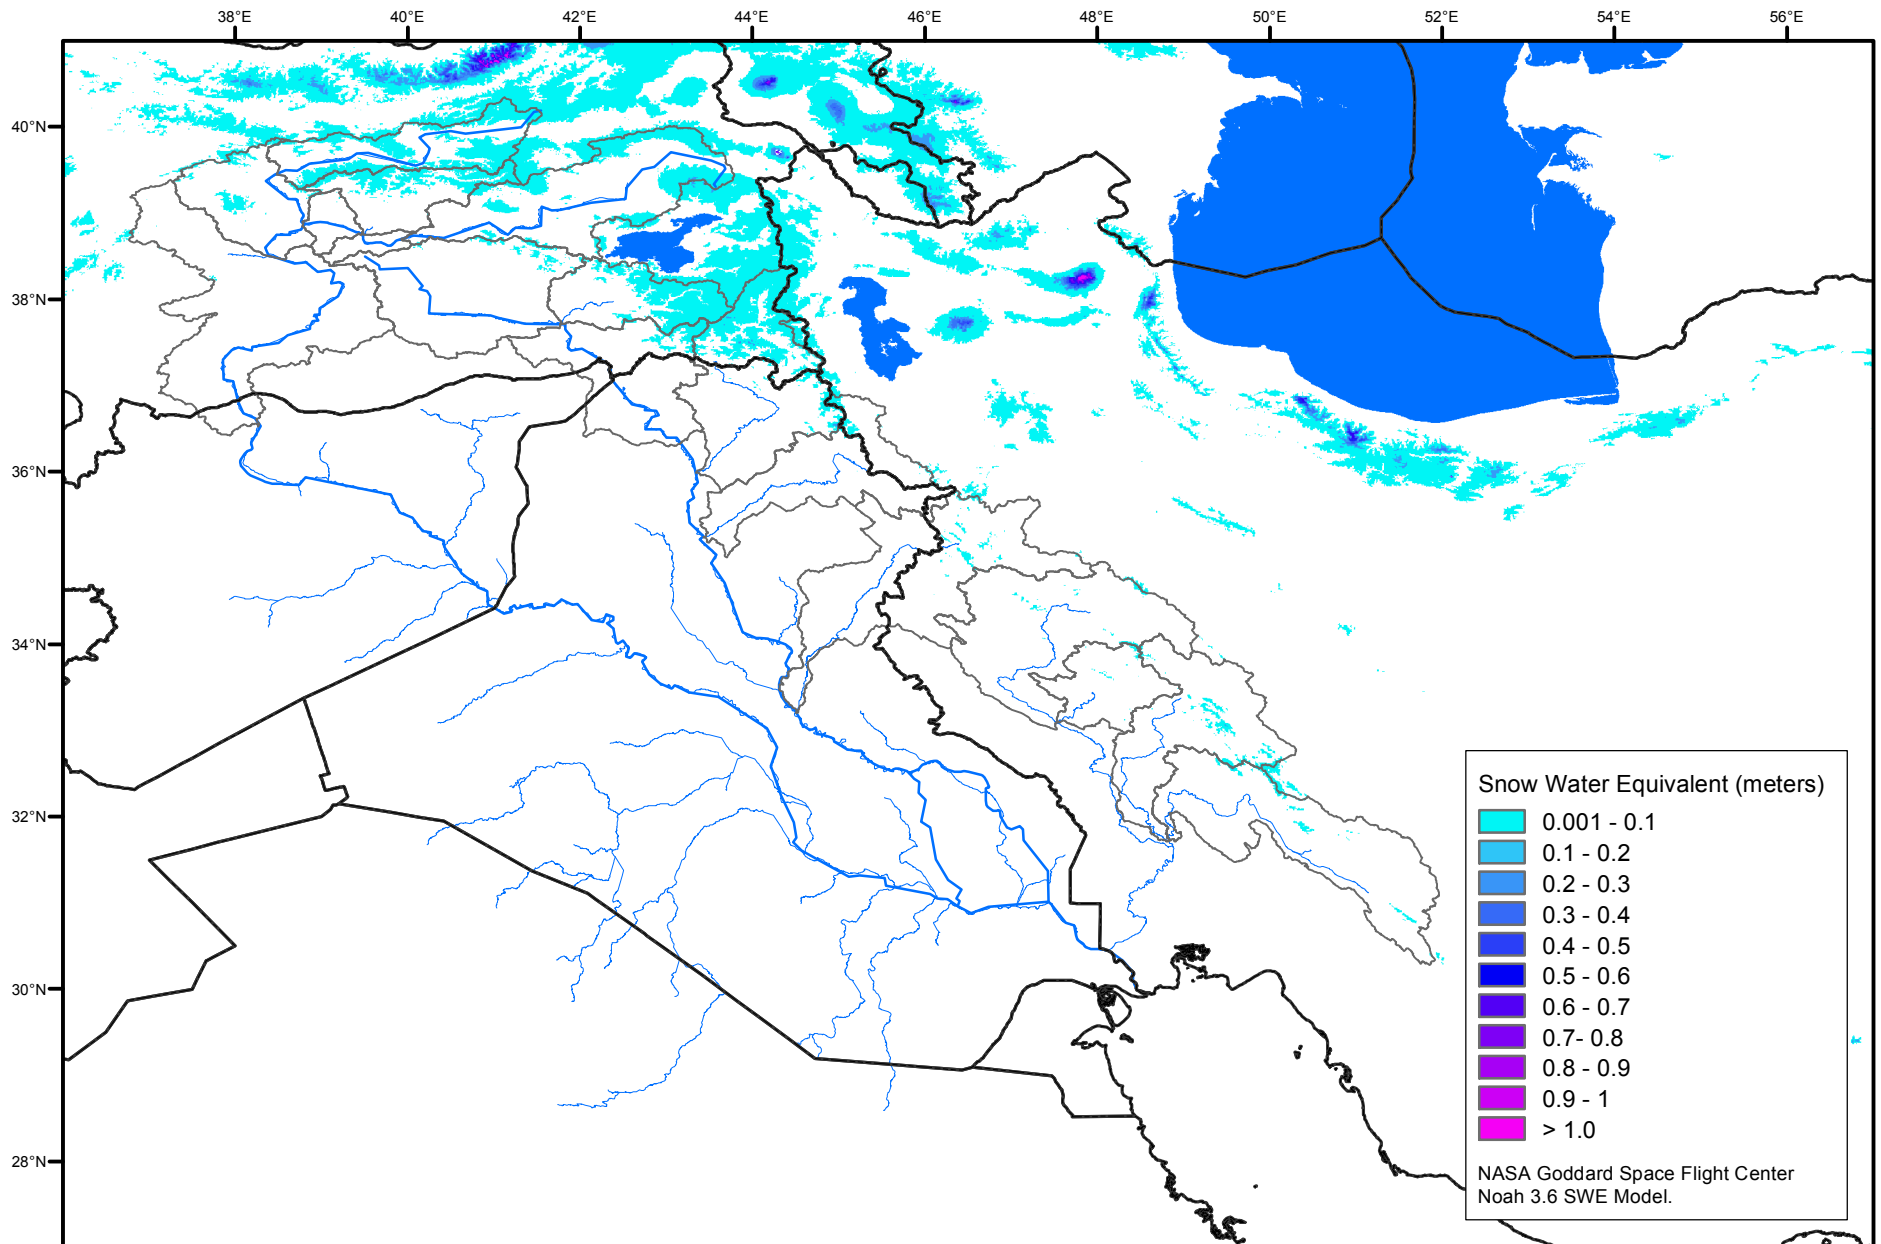 38°E 40°E 42°E 44°E 46°E 48°E 50°E 52°E 54°E 56°E
40°N
38°N
36°N
34°N
32°N
30°N
28°N
Snow Water Equivalent (meters)
0.001 - 0.1
0.1 - 0.2
0.2 - 0.3
0.3 - 0.4
0.4 - 0.5
0.5 - 0.6
0.6 - 0.7
0.7- 0.8
0.8 - 0.9
0.9 - 1
> 1.0
NASA Goddard Space Flight Center
Noah 3.6 SWE Model.